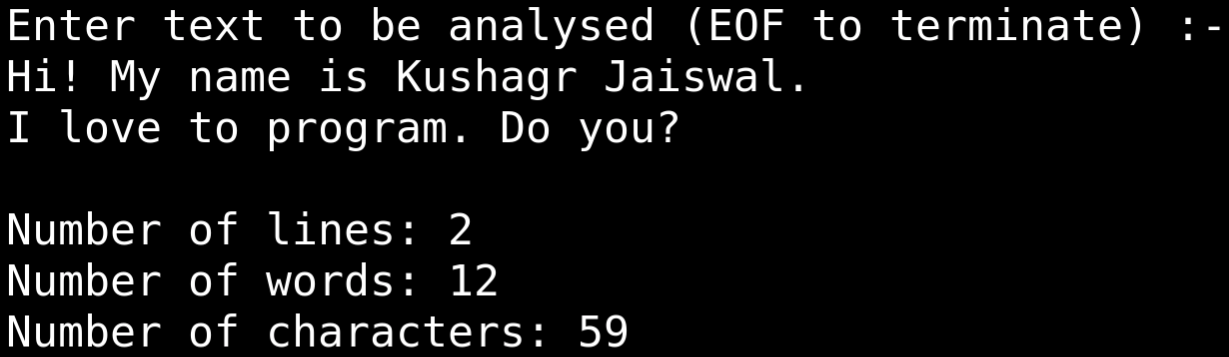 Enter text to be analysed (EOF to terminate) :-
Hi! My name is Kushagr Jaiswal.
I love to program. Do you?

Number of lines: 2
Number of words: 12
Number of characters: 59